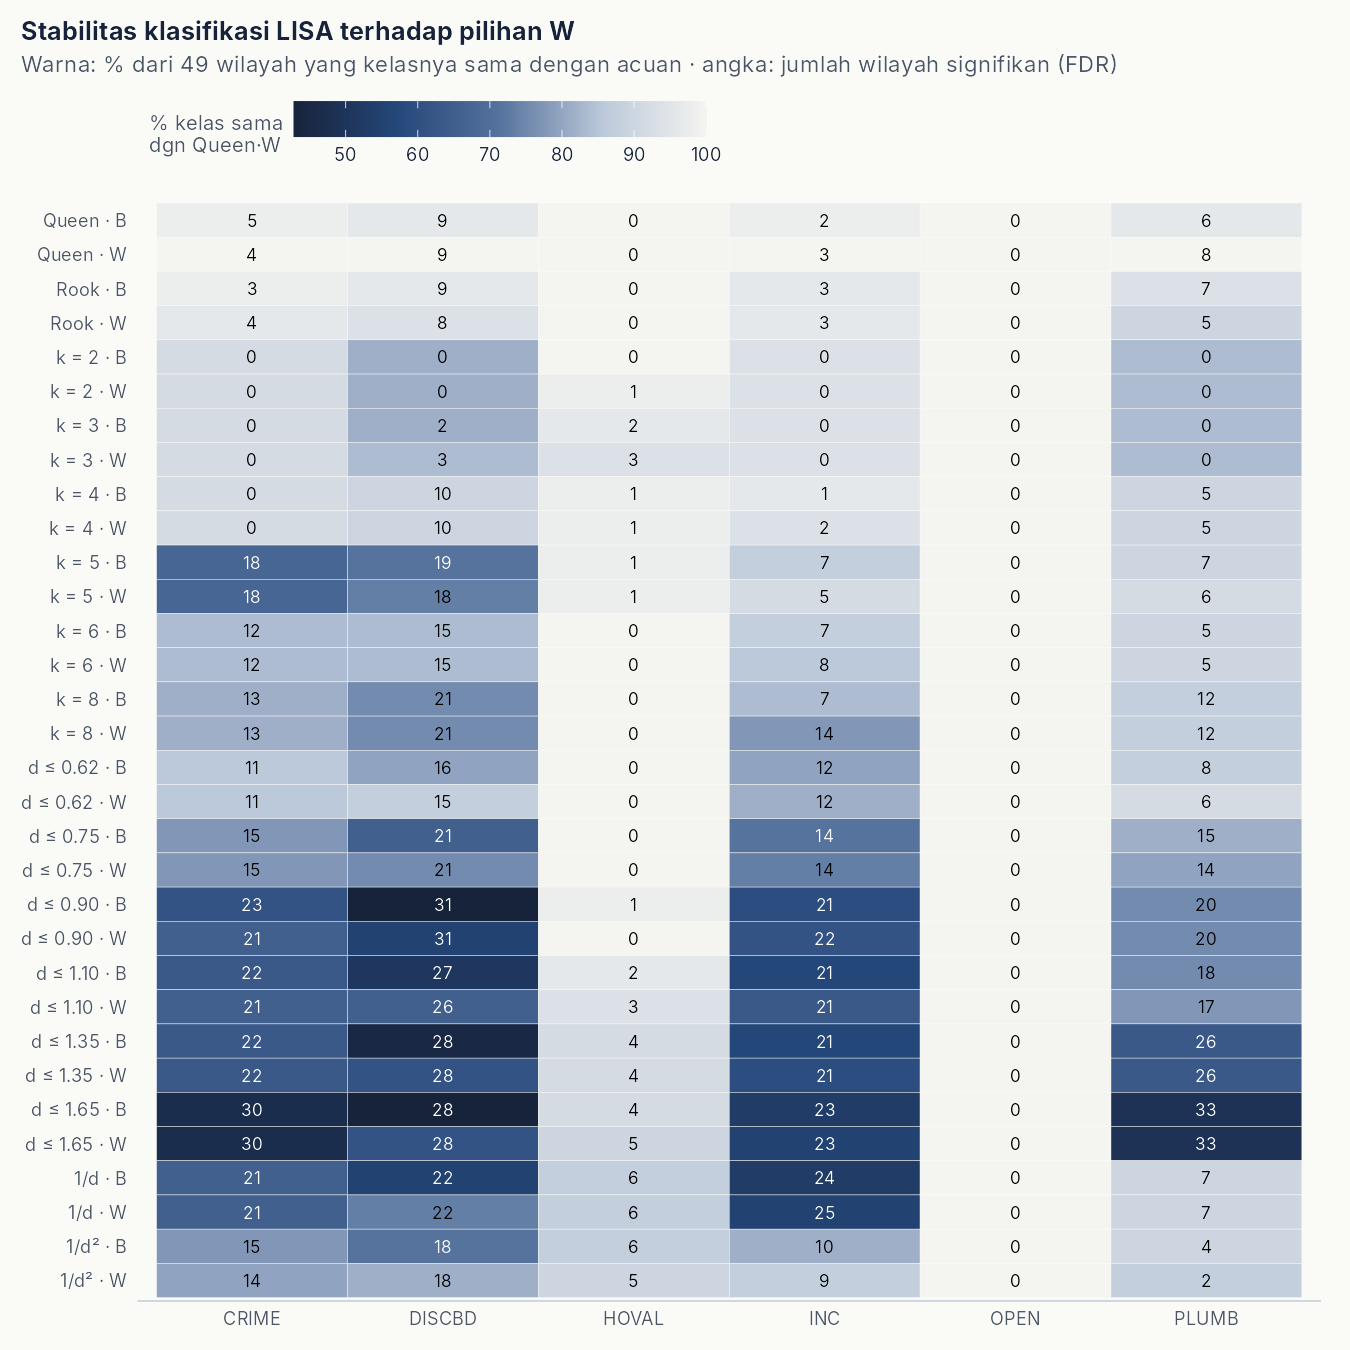 Stabilitas klasifikasi LISA terhadap pilihan W
Warna: % dari 49 wilayah yang kelasnya sama dengan acuan · angka: jumlah wilayah signifikan (FDR)
% kelas sama
dgn Queen·W
50 60 70 80 90 100
Queen · B 5 9 0 2 0 6
Queen · W 4 9 0 3 0 8
Rook · B 3 9 0 3 0 7
Rook · W 4 8 0 3 0 5
k = 2 · B 0 0 0 0 0 0
k = 2 · W 0 0 1 0 0 0
k = 3 · B 0 2 2 0 0 0
k = 3 · W 0 3 3 0 0 0
k = 4 · B 0 10 1 1 0 5
k = 4 · W 0 10 1 2 0 5
k = 5 · B 18 19 1 7 0 7
k = 5 · W 18 18 1 5 0 6
k = 6 · B 12 15 0 7 0 5
k = 6 · W 12 15 0 8 0 5
k = 8 · B 13 21 0 7 0 12
k = 8 · W 13 21 0 14 0 12
d ≤ 0.62 · B 11 16 0 12 0 8
d ≤ 0.62 · W 11 15 0 12 0 6
d ≤ 0.75 · B 15 21 0 14 0 15
d ≤ 0.75 · W 15 21 0 14 0 14
d ≤ 0.90 · B 23 31 1 21 0 20
d ≤ 0.90 · W 21 31 0 22 0 20
d ≤ 1.10 · B 22 27 2 21 0 18
d ≤ 1.10 · W 21 26 3 21 0 17
d ≤ 1.35 · B 22 28 4 21 0 26
d ≤ 1.35 · W 22 28 4 21 0 26
d ≤ 1.65 · B 30 28 4 23 0 33
d ≤ 1.65 · W 30 28 5 23 0 33
1/d · B 21 22 6 24 0 7
1/d · W 21 22 6 25 0 7
1/d² · B 15 18 6 10 0 4
1/d² · W 14 18 5 9 0 2
CRIME DISCBD HOVAL INC OPEN PLUMB